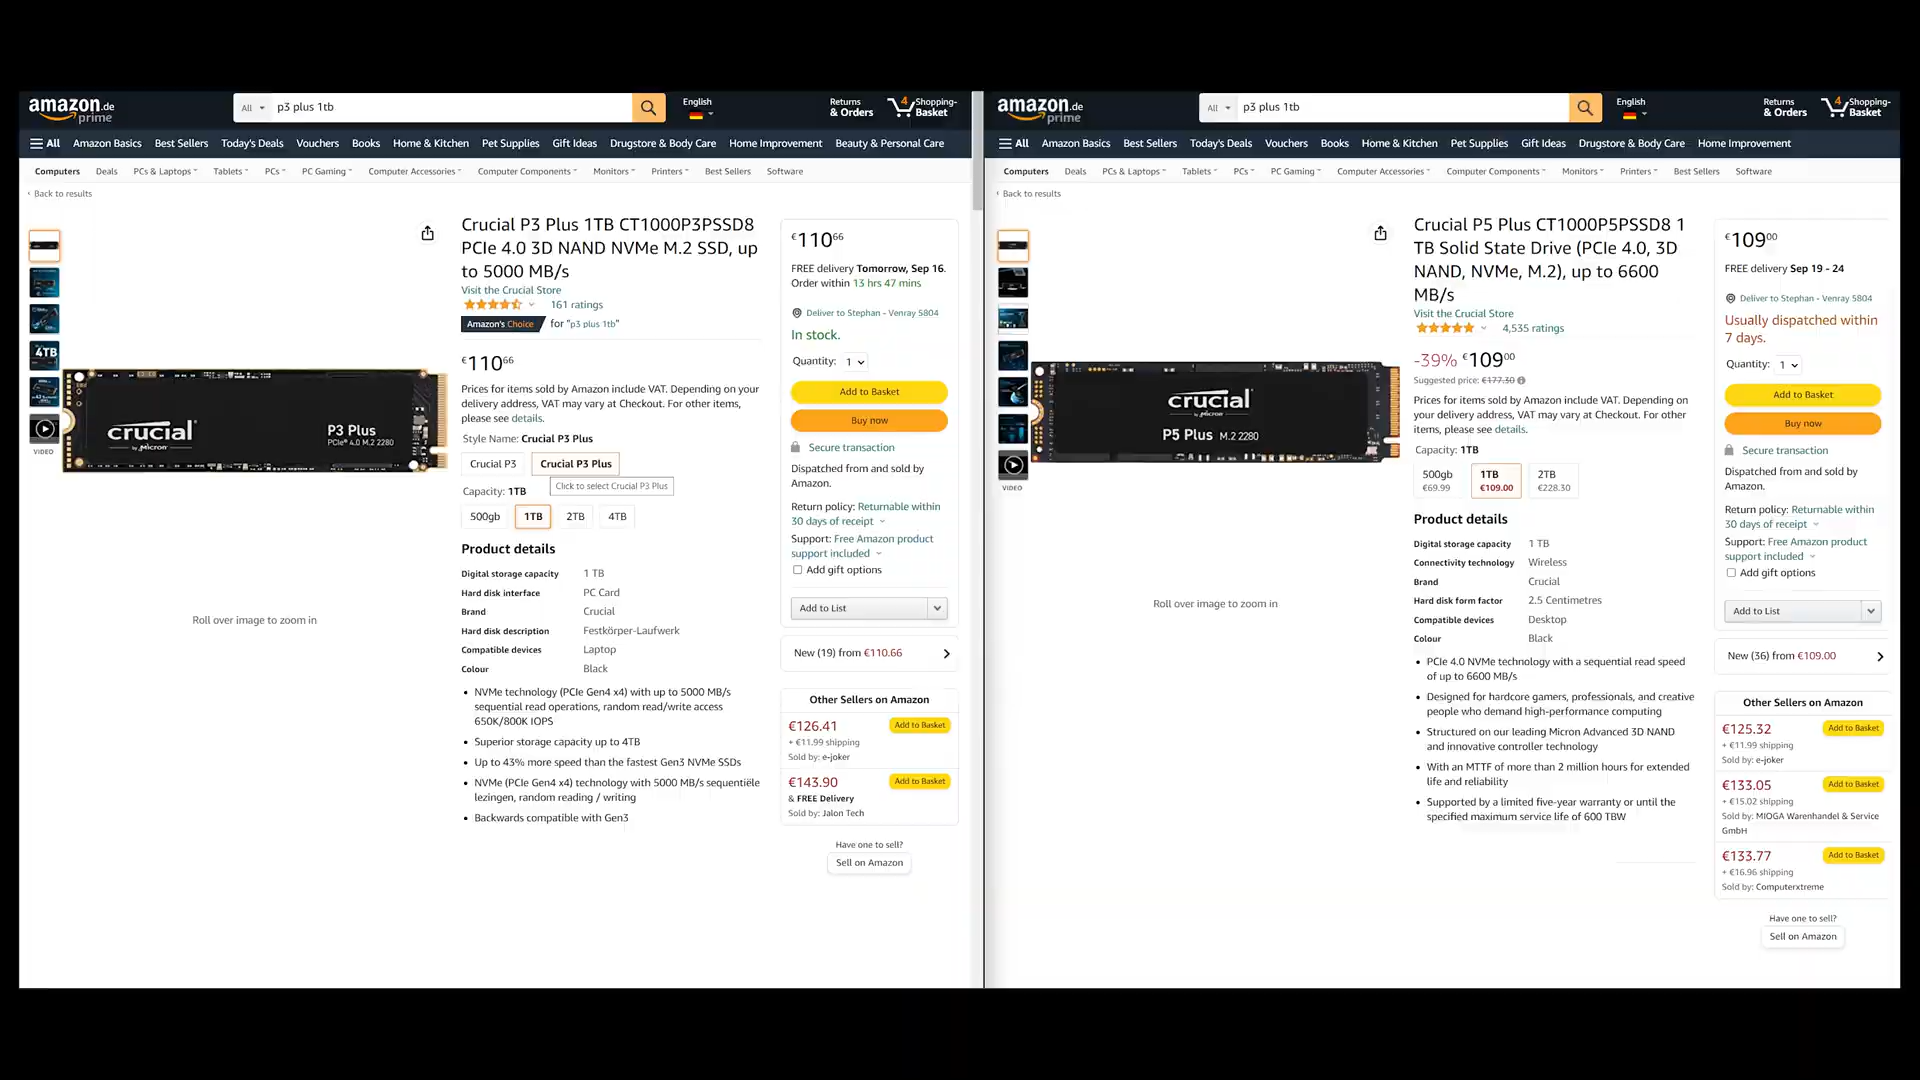 amazon.de
prime
All
p3 plus 1tb
English
Returns
& Orders
4
Shopping-
Basket
All
Amazon Basics
Best Sellers
Today's Deals
Vouchers
Books
Home & Kitchen
Pet Supplies
Gift Ideas
Drugstore & Body Care
Home Improvement
Beauty & Personal Care
Computers
Deals
PCs & Laptops
Tablets
PCs
PC Gaming
Computer Accessories
Computer Components
Monitors
Printers
Best Sellers
Software
‹ Back to results
4TB
VIDEO
crucial
by Micron
P3 Plus
PCIe® 4.0 M.2 2280
Roll over image to zoom in
Crucial P3 Plus 1TB CT1000P3PSSD8
PCIe 4.0 3D NAND NVMe M.2 SSD, up
to 5000 MB/s
Visit the Crucial Store
161 ratings
Amazon's Choice for "p3 plus 1tb"
€11066
Prices for items sold by Amazon include VAT. Depending on your
delivery address, VAT may vary at Checkout. For other items,
please see details.
Style Name: Crucial P3 Plus
Crucial P3
Crucial P3 Plus
Click to select Crucial P3 Plus
Capacity: 1TB
500gb
1TB
2TB
4TB
Product details
Digital storage capacity 1 TB
Hard disk interface PC Card
Brand Crucial
Hard disk description Festkörper-Laufwerk
Compatible devices Laptop
Colour Black
• NVMe technology (PCIe Gen4 x4) with up to 5000 MB/s
sequential read operations, random read/write access
650K/800K IOPS
• Superior storage capacity up to 4TB
• Up to 43% more speed than the fastest Gen3 NVMe SSDs
• NVMe (PCIe Gen4 x4) technology with 5000 MB/s sequentiële
lezingen, random reading / writing
• Backwards compatible with Gen3
€11066
FREE delivery Tomorrow, Sep 16.
Order within 13 hrs 47 mins
Deliver to Stephan - Venray 5804
In stock.
Quantity: 1
Add to Basket
Buy now
Secure transaction
Dispatched from and sold by
Amazon.
Return policy: Returnable within
30 days of receipt
Support: Free Amazon product
support included
Add gift options
Add to List
New (19) from €110.66
Other Sellers on Amazon
€126.41
Add to Basket
+ €11.99 shipping
Sold by: e-joker
€143.90
Add to Basket
& FREE Delivery
Sold by: Jalon Tech
Have one to sell?
Sell on Amazon
amazon.de
prime
All
p3 plus 1tb
English
Returns
& Orders
4
Shopping-
Basket
All
Amazon Basics
Best Sellers
Today's Deals
Vouchers
Books
Home & Kitchen
Pet Supplies
Gift Ideas
Drugstore & Body Care
Home Improvement
Computers
Deals
PCs & Laptops
Tablets
PCs
PC Gaming
Computer Accessories
Computer Components
Monitors
Printers
Best Sellers
Software
‹ Back to results
VIDEO
crucial
by Micron
P5 Plus M.2 2280
Roll over image to zoom in
Crucial P5 Plus CT1000P5PSSD8 1
TB Solid State Drive (PCIe 4.0, 3D
NAND, NVMe, M.2), up to 6600
MB/s
Visit the Crucial Store
4,535 ratings
-39% €10900
Suggested price: €177.30
Prices for items sold by Amazon include VAT. Depending on
your delivery address, VAT may vary at Checkout. For other
items, please see details.
Capacity: 1TB
500gb
€69.99
1TB
€109.00
2TB
€228.30
Product details
Digital storage capacity 1 TB
Connectivity technology Wireless
Brand Crucial
Hard disk form factor 2.5 Centimetres
Compatible devices Desktop
Colour Black
• PCIe 4.0 NVMe technology with a sequential read speed
of up to 6600 MB/s
• Designed for hardcore gamers, professionals, and creative
people who demand high-performance computing
• Structured on our leading Micron Advanced 3D NAND
and innovative controller technology
• With an MTTF of more than 2 million hours for extended
life and reliability
• Supported by a limited five-year warranty or until the
specified maximum service life of 600 TBW
€10900
FREE delivery Sep 19 - 24
Deliver to Stephan - Venray 5804
Usually dispatched within
7 days.
Quantity: 1
Add to Basket
Buy now
Secure transaction
Dispatched from and sold by
Amazon.
Return policy: Returnable within
30 days of receipt
Support: Free Amazon product
support included
Add gift options
Add to List
New (36) from €109.00
Other Sellers on Amazon
€125.32
Add to Basket
+ €11.99 shipping
Sold by: e-joker
€133.05
Add to Basket
+ €15.02 shipping
Sold by: MIOGA Warenhandel & Service
GmbH
€133.77
Add to Basket
+ €16.96 shipping
Sold by: Computerxtreme
Have one to sell?
Sell on Amazon